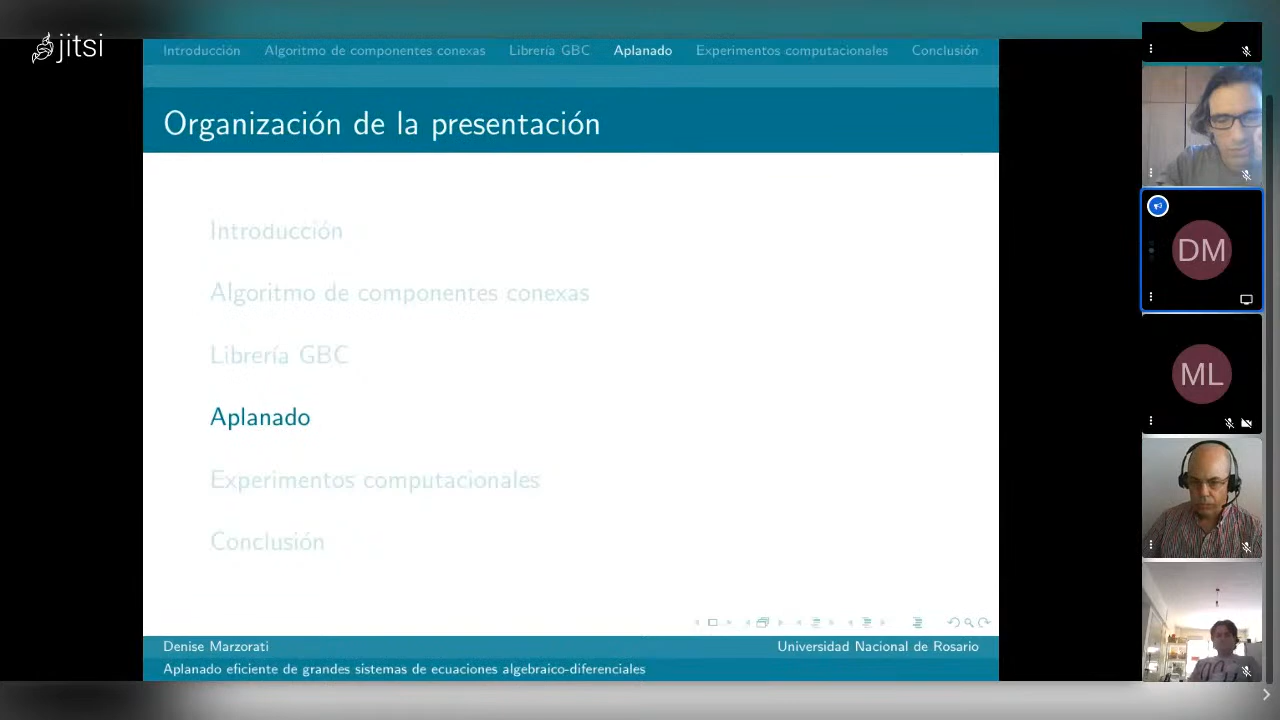 jitsi
Introducción Algoritmo de componentes conexas Librería GBC Aplanado Experimentos computacionales Conclusión
Organización de la presentación
Introducción
Algoritmo de componentes conexas
Librería GBC
Aplanado
Experimentos computacionales
Conclusión
Denise Marzorati Universidad Nacional de Rosario
Aplanado eficiente de grandes sistemas de ecuaciones algebraico-diferenciales
DM
ML